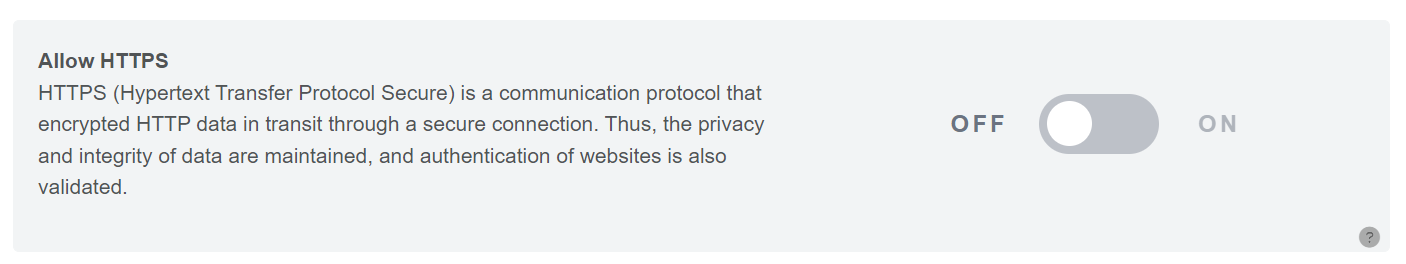 Allow HTTPS
HTTPS (Hypertext Transfer Protocol Secure) is a communication protocol that
encrypted HTTP data in transit through a secure connection. Thus, the privacy
and integrity of data are maintained, and authentication of websites is also
validated.
OFF ON
?